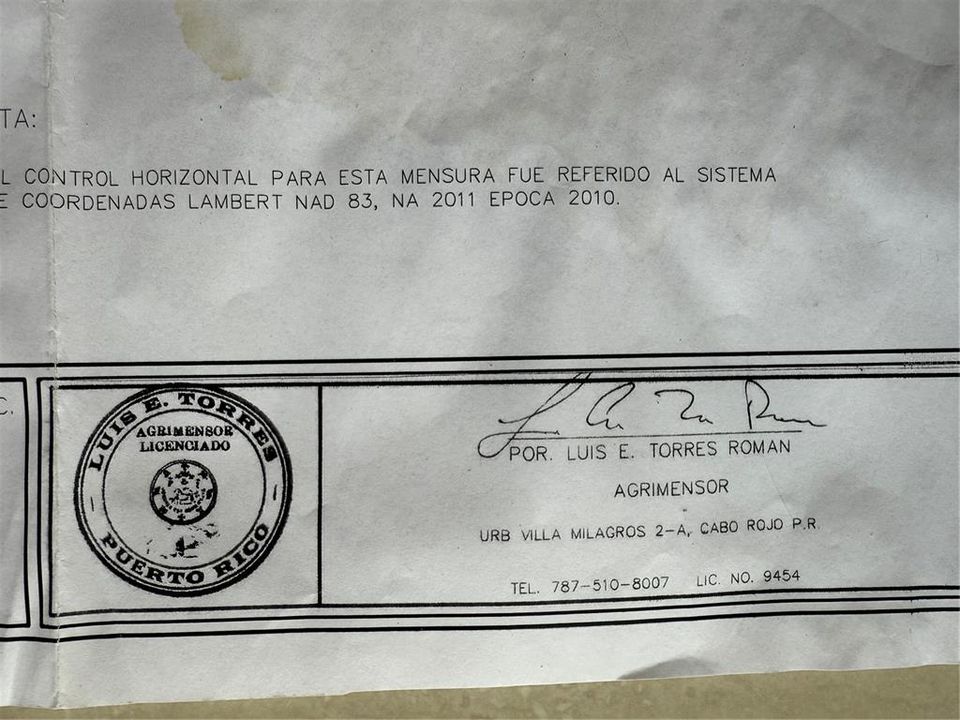 TA:
L CONTROL HORIZONTAL PARA ESTA MENSURA FUE REFERIDO AL SISTEMA
E COORDENADAS LAMBERT NAD 83, NA 2011 EPOCA 2010.
C.
LUIS E. TORRES
AGRIMENSOR
LICENCIADO
PUERTO RICO
POR. LUIS E. TORRES ROMAN
AGRIMENSOR
URB VILLA MILAGROS 2-A, CABO ROJO P.R.
TEL. 787-510-8007 LIC. NO. 9454